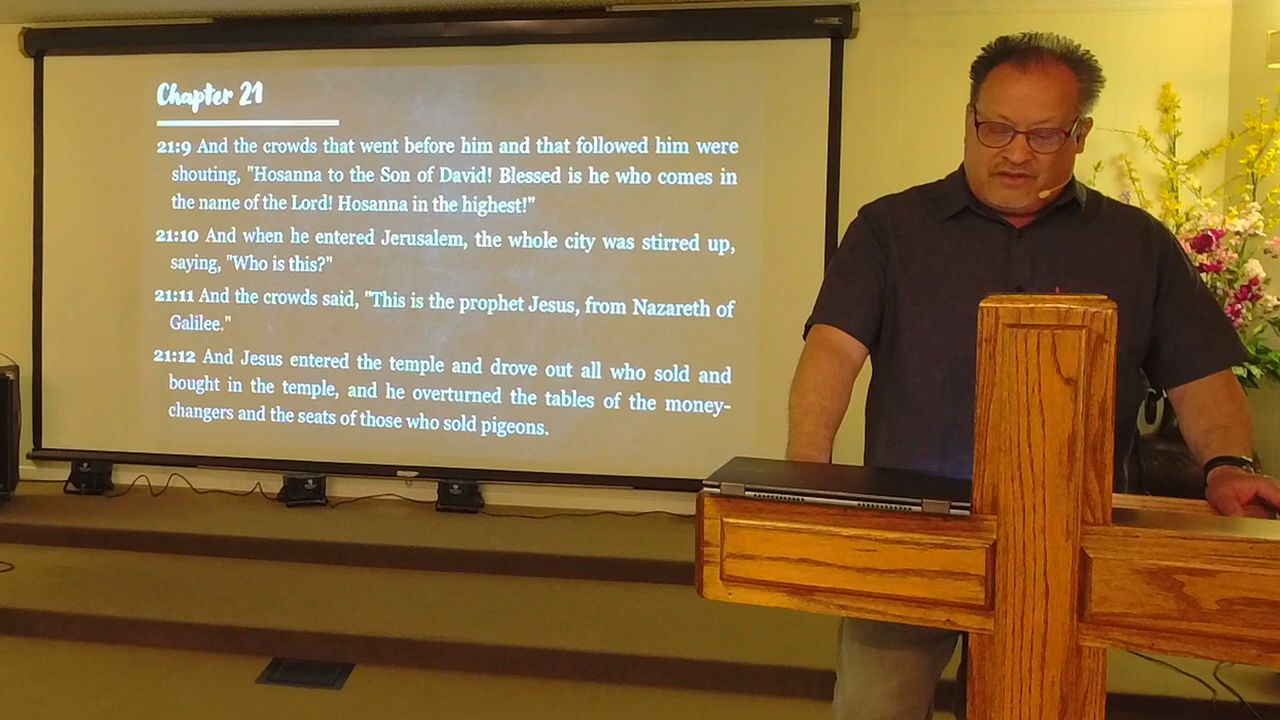 Chapter 21
21:9 And the crowds that went before him and that followed him were
shouting, "Hosanna to the Son of David! Blessed is he who comes in
the name of the Lord! Hosanna in the highest!"
21:10 And when he entered Jerusalem, the whole city was stirred up,
saying, "Who is this?"
21:11 And the crowds said, "This is the prophet Jesus, from Nazareth of
Galilee."
21:12 And Jesus entered the temple and drove out all who sold and
bought in the temple, and he overturned the tables of the money-
changers and the seats of those who sold pigeons.